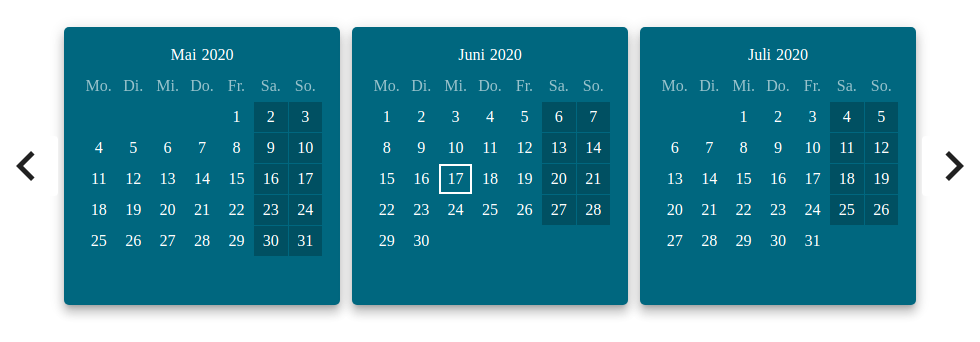 Mai 2020
Mo. Di. Mi. Do. Fr. Sa. So.
1 2 3
4 5 6 7 8 9 10
11 12 13 14 15 16 17
18 19 20 21 22 23 24
25 26 27 28 29 30 31
Juni 2020
Mo. Di. Mi. Do. Fr. Sa. So.
1 2 3 4 5 6 7
8 9 10 11 12 13 14
15 16 17 18 19 20 21
22 23 24 25 26 27 28
29 30
Juli 2020
Mo. Di. Mi. Do. Fr. Sa. So.
1 2 3 4 5
6 7 8 9 10 11 12
13 14 15 16 17 18 19
20 21 22 23 24 25 26
27 28 29 30 31